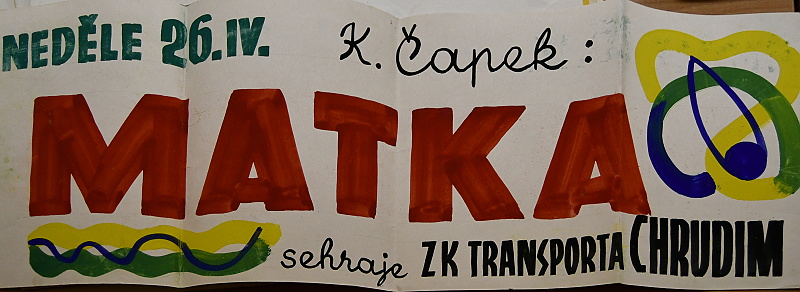 NEDĚLE 26.IV.
K. Čapek:
MATKA
sehraje ZK TRANSPORTA CHRUDIM